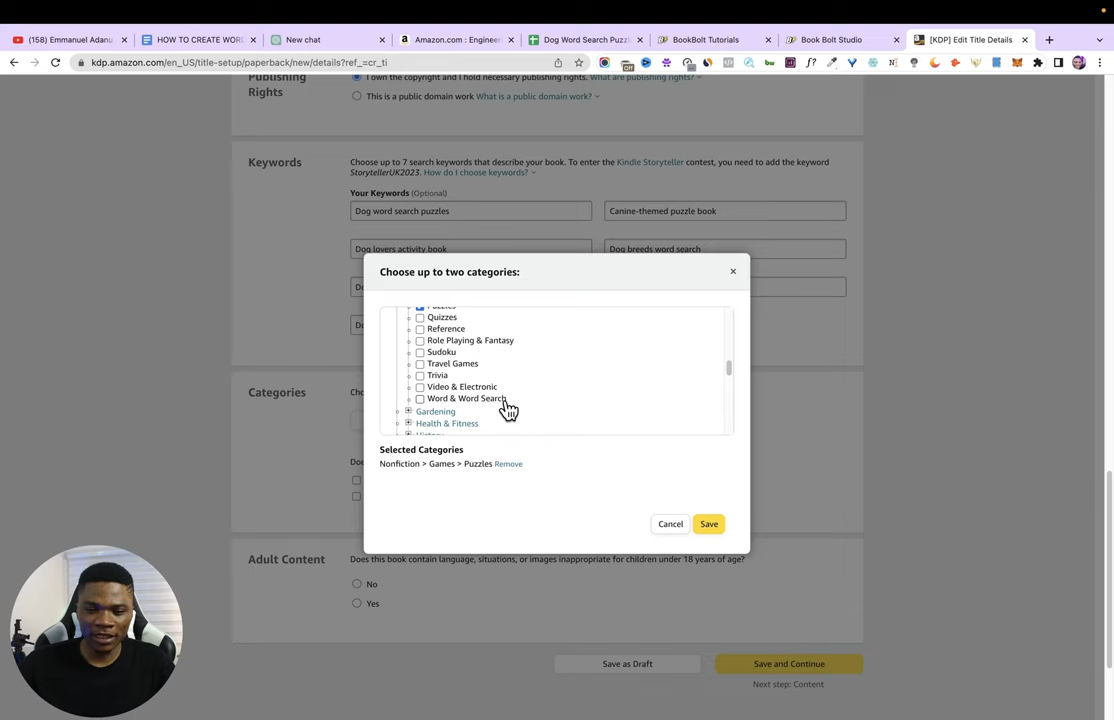 (158) Emmanuel Adanu
HOW TO CREATE WOR
New chat
Amazon.com : Enginee
Dog Word Search Puzz
BookBolt Tutorials
Book Bolt Studio
[KDP] Edit Title Details
kdp.amazon.com/en_US/title-setup/paperback/new/details?ref_=cr_ti
Publishing Rights
I own the copyright and I hold necessary publishing rights. What are publishing rights?
This is a public domain work What is a public domain work?
Keywords
Choose up to 7 search keywords that describe your book. To enter the Kindle Storyteller contest, you need to add the keyword
StorytellerUK2023. How do I choose keywords?
Your Keywords (Optional)
Dog word search puzzles
Canine-themed puzzle book
Dog lovers activity book
Dog breeds word search
Choose up to two categories:
Puzzles
Quizzes
Reference
Role Playing & Fantasy
Sudoku
Travel Games
Trivia
Video & Electronic
Word & Word Search
Gardening
Health & Fitness
History
Categories
Selected Categories
Nonfiction > Games > Puzzles Remove
Cancel
Save
Adult Content
Does this book contain language, situations, or images inappropriate for children under 18 years of age?
No
Yes
Save as Draft
Save and Continue
Next step: Content